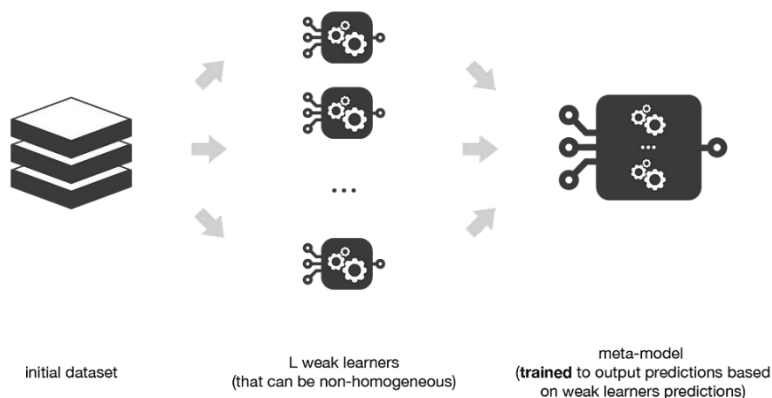 ...
...
initial dataset
L weak learners
(that can be non-homogeneous)
meta-model
(trained to output predictions based
on weak learners predictions)